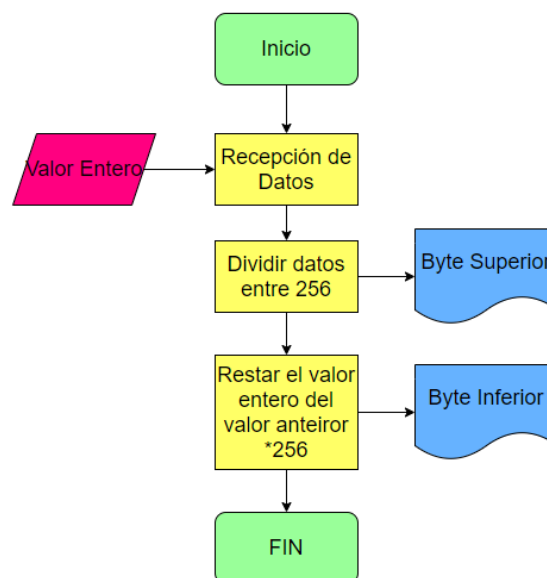 Inicio
Valor Entero
Recepción de
Datos
Dividir datos
entre 256
Byte Superior
Restar el valor
entero del
valor anteiror
*256
Byte Inferior
FIN